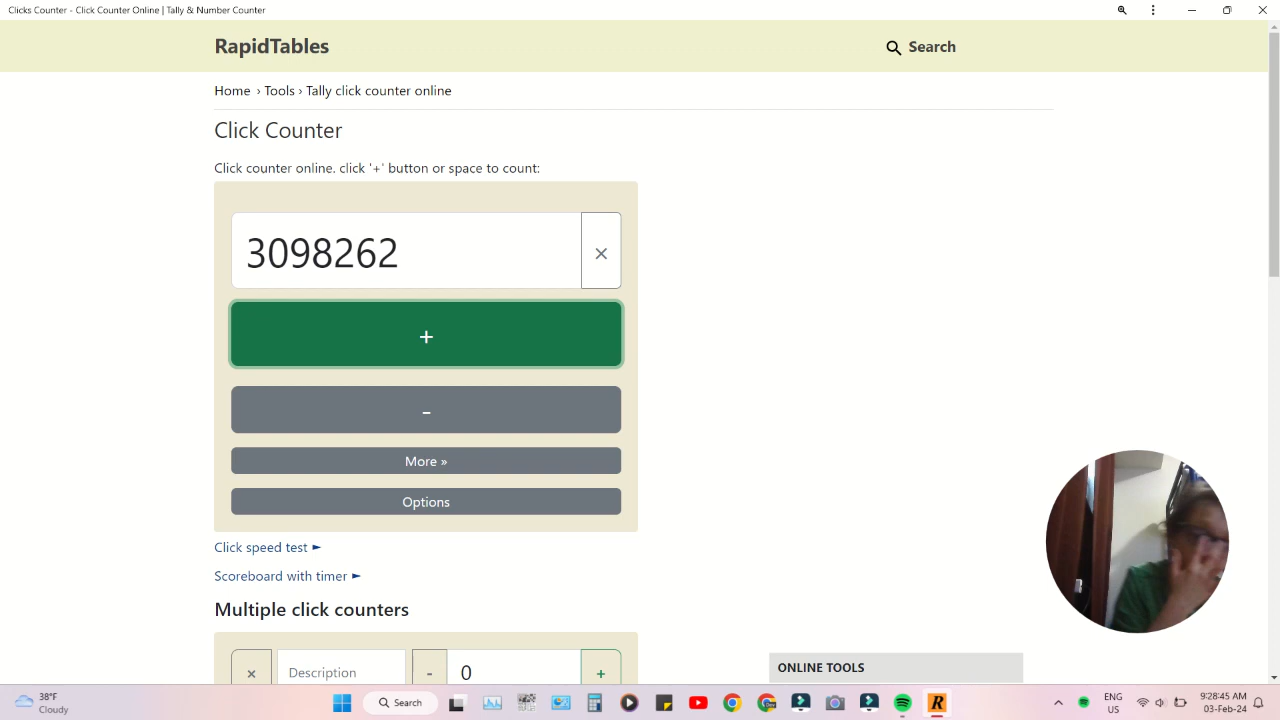 Clicks Counter - Click Counter Online | Tally & Number Counter
RapidTables
Search
Home › Tools › Tally click counter online
Click Counter
Click counter online. click '+' button or space to count:
3098262
×
+
-
More »
Options
Click speed test ►
Scoreboard with timer ►
Multiple click counters
× Description - 0 +
ONLINE TOOLS
38°F
Cloudy
Search
ENG
US
9:28:45 AM
03-Feb-24